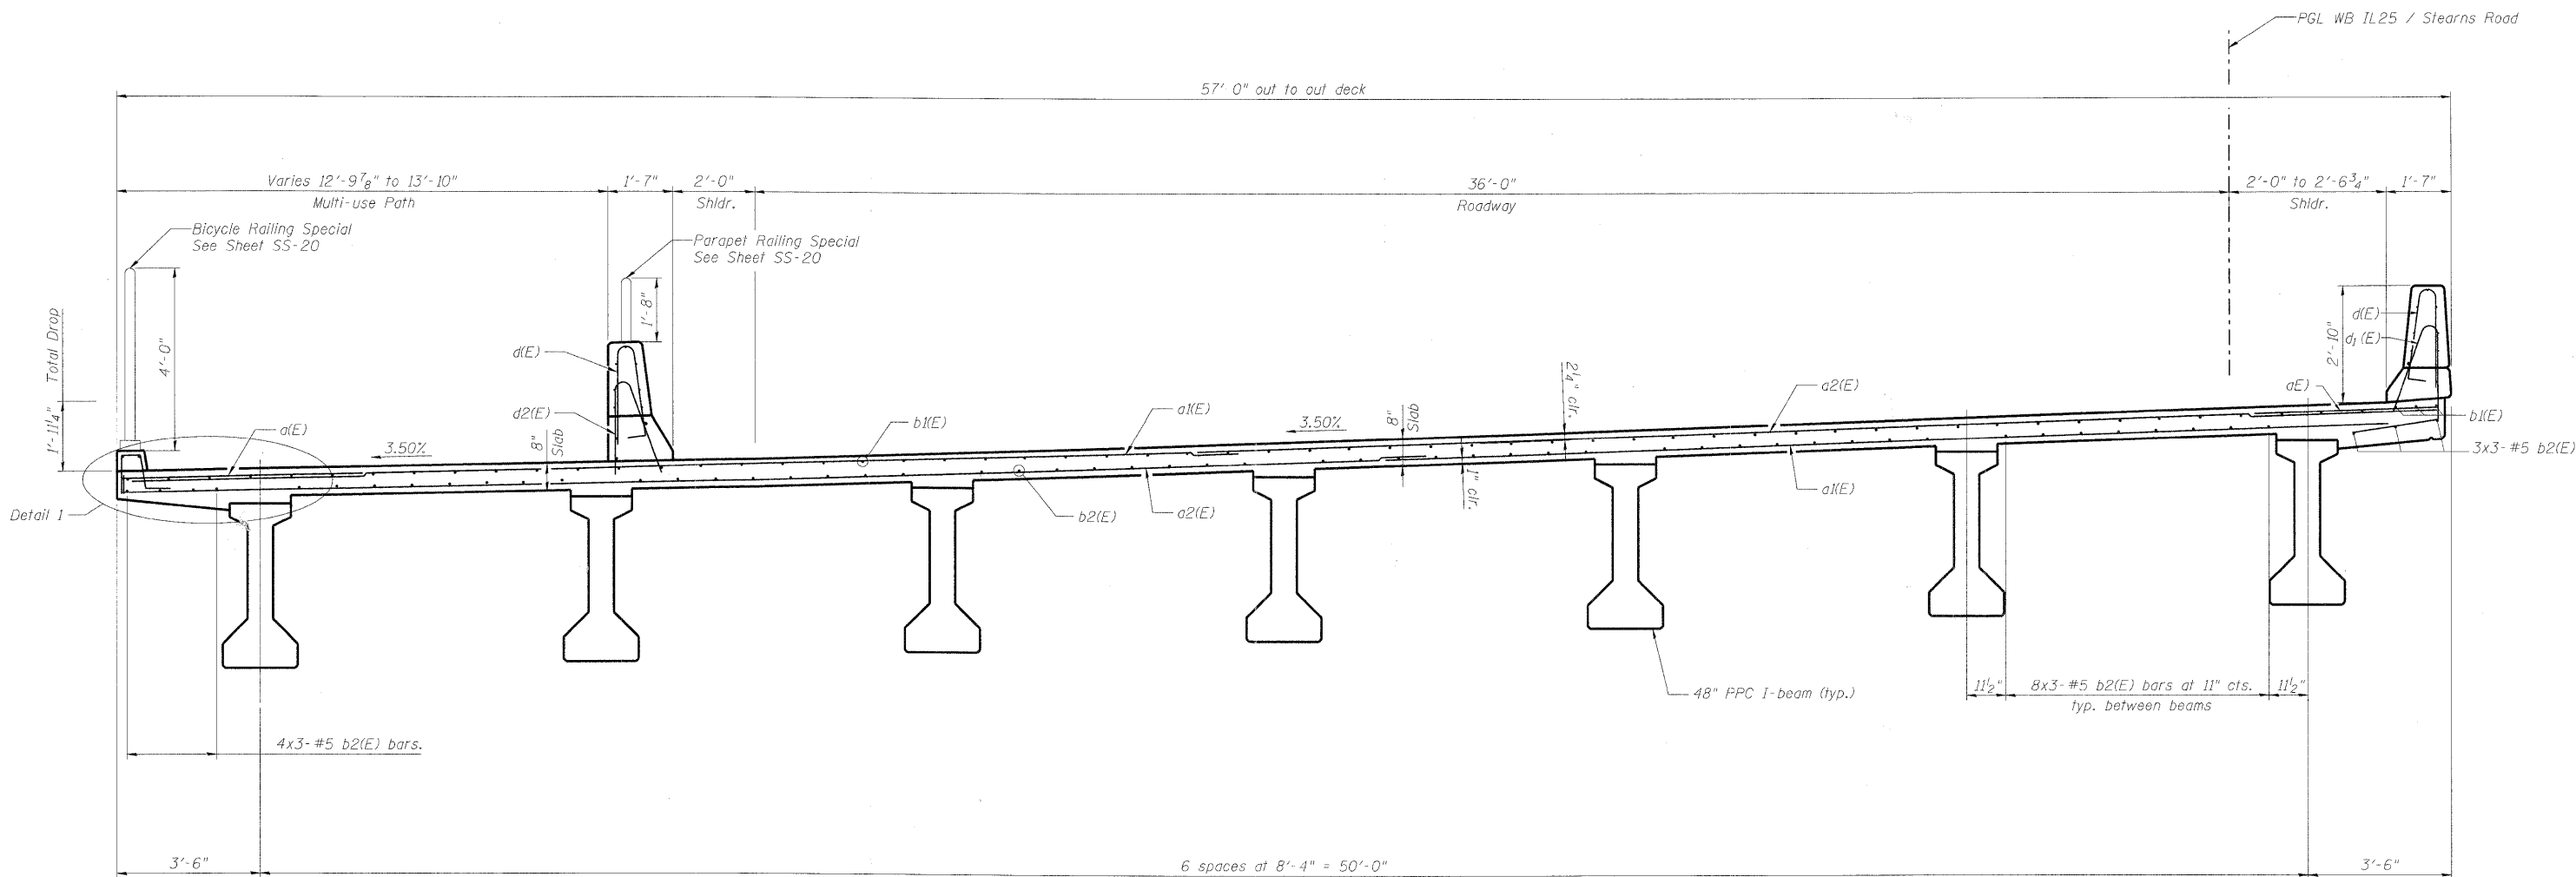 PGL WB IL25 / Stearns Road
57'-0" out to out deck
Varies 12'-9⅞" to 13'-10"
Multi-use Path
1'-7"
2'-0"
Shldr.
36'-0"
Roadway
2'-0" to 2'-6¾"
Shldr.
1'-7"
Bicycle Railing Special
See Sheet SS-20
Parapet Railing Special
See Sheet SS-20
1'-11¼" Total Drop
4'-0"
1'-8"
d(E)
d2(E)
a(E)
3.50%
8"
Slab
b1(E)
a1(E)
3.50%
8"
Slab
2¼" clr.
1" clr.
a2(E)
2'-10"
d(E)
d1(E)
aE)
b1(E)
3x3-#5 b2(E)
Detail 1
b2(E)
a2(E)
a1(E)
48" PPC I-beam (typ.)
11½"
8x3-#5 b2(E) bars at 11" cts.
typ. between beams
11½"
4x3-#5 b2(E) bars.
3'-6"
6 spaces at 8'-4" = 50'-0"
3'-6"